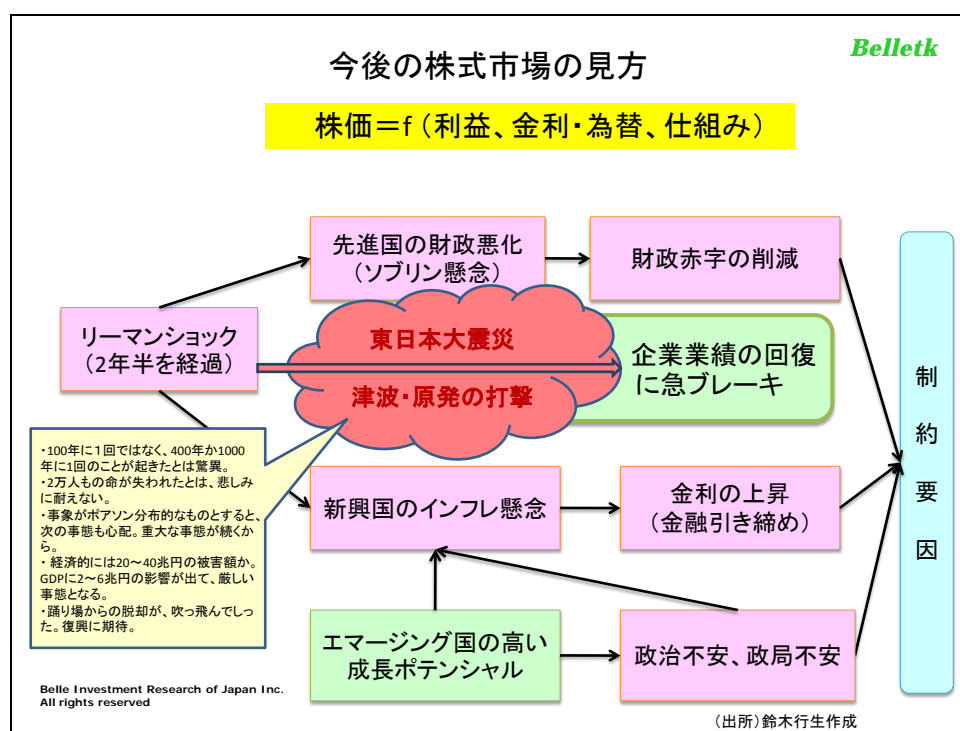 今後の株式市場の見方
Belletk
株価＝f（利益、金利・為替、仕組み）
先進国の財政悪化
（ソブリン懸念）
財政赤字の削減
リーマンショック
（2年半を経過）
東日本大震災
津波・原発の打撃
企業業績の回復
に急ブレーキ
制
約
要
因
・100年に１回ではなく、400年か1000
年に1回のことが起きたとは驚異。
・2万人もの命が失われたとは、悲しみ
に耐えない。
・事象がポアソン分布的なものとすると、
次の事態も心配。重大な事態が続くか
ら。
・ 経済的には20～40兆円の被害額か。
GDPに2～6兆円の影響が出て、厳しい
事態となる。
・踊り場からの脱却が、吹っ飛んでしっ
た。復興に期待。
新興国のインフレ懸念
金利の上昇
（金融引き締め）
エマージング国の高い
成長ポテンシャル
政治不安、政局不安
Belle Investment Research of Japan Inc.
All rights reserved
（出所）鈴木行生作成